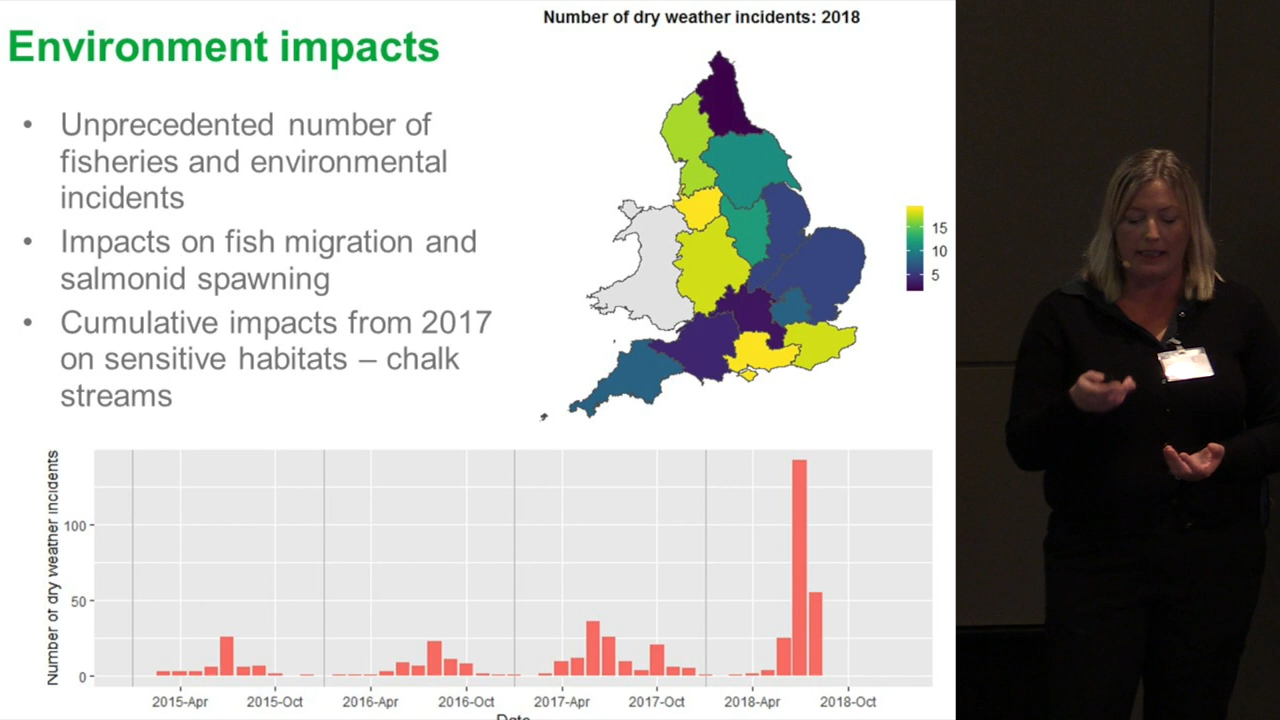 Environment impacts
Number of dry weather incidents: 2018
• Unprecedented number of
fisheries and environmental
incidents
• Impacts on fish migration and
salmonid spawning
• Cumulative impacts from 2017
on sensitive habitats – chalk
streams
15
10
5
Number of dry weather incidents
100
50
0
2015-Apr 2015-Oct 2016-Apr 2016-Oct 2017-Apr 2017-Oct 2018-Apr 2018-Oct
Date